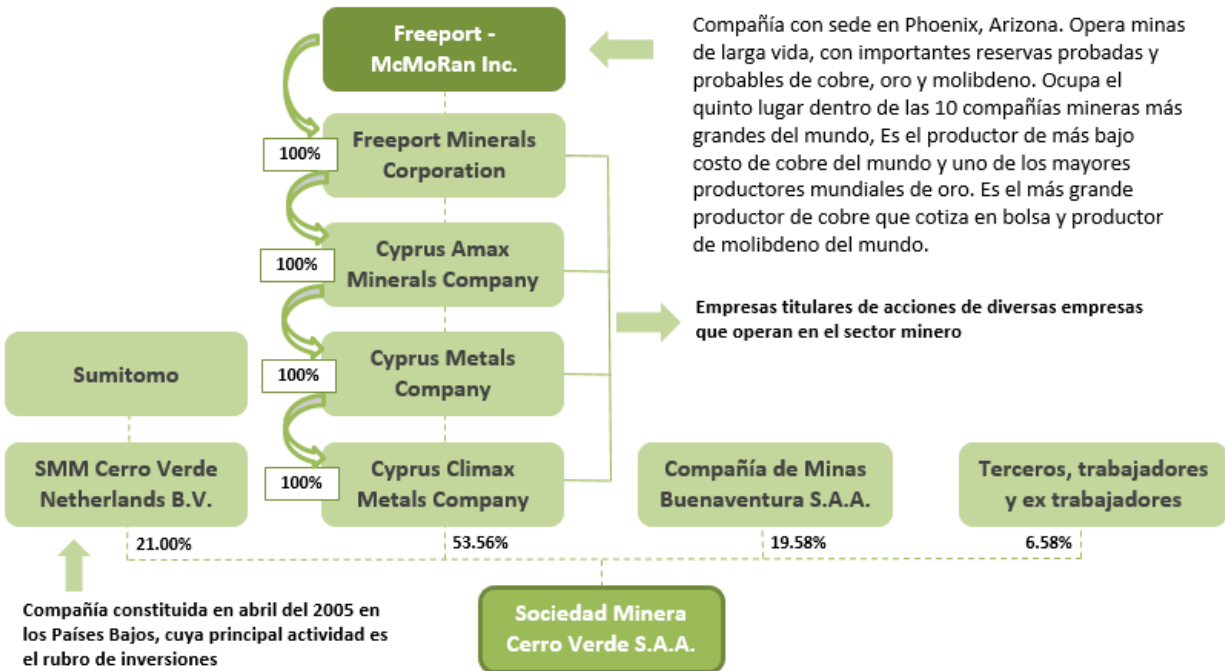 Freeport -
McMoRan Inc.
Compañía con sede en Phoenix, Arizona. Opera minas
de larga vida, con importantes reservas probadas y
probables de cobre, oro y molibdeno. Ocupa el
quinto lugar dentro de las 10 compañías mineras más
grandes del mundo, Es el productor de más bajo
costo de cobre del mundo y uno de los mayores
productores mundiales de oro. Es el más grande
productor de cobre que cotiza en bolsa y productor
de molibdeno del mundo.
100%
Freeport Minerals
Corporation
100%
Cyprus Amax
Minerals Company
Empresas titulares de acciones de diversas empresas
que operan en el sector minero
Sumitomo
100%
Cyprus Metals
Company
SMM Cerro Verde
Netherlands B.V.
100%
Cyprus Climax
Metals Company
Compañía de Minas
Buenaventura S.A.A.
Terceros, trabajadores
y ex trabajadores
21.00%
53.56%
19.58%
6.58%
Compañía constituida en abril del 2005 en
los Países Bajos, cuya principal actividad es
el rubro de inversiones
Sociedad Minera
Cerro Verde S.A.A.